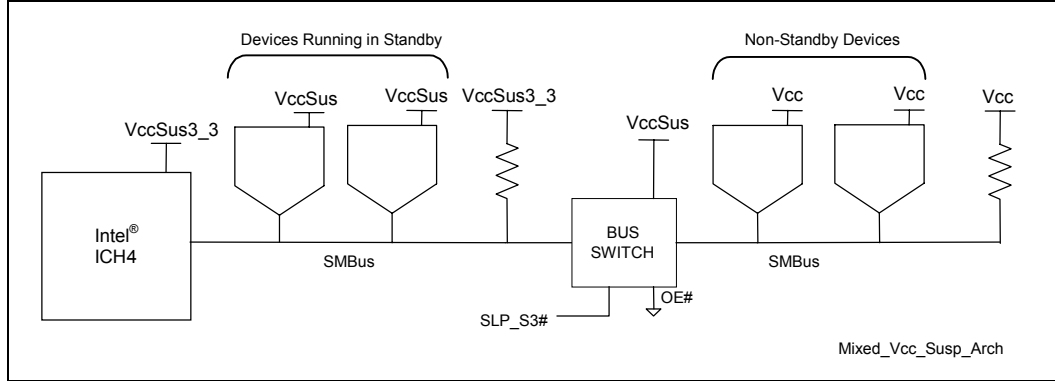 Devices Running in Standby
Non-Standby Devices
VccSus
VccSus
VccSus3_3
Vcc
Vcc
Vcc
VccSus3_3
VccSus
Intel®
ICH4
BUS
SWITCH
SMBus
SMBus
OE#
SLP_S3#
Mixed_Vcc_Susp_Arch